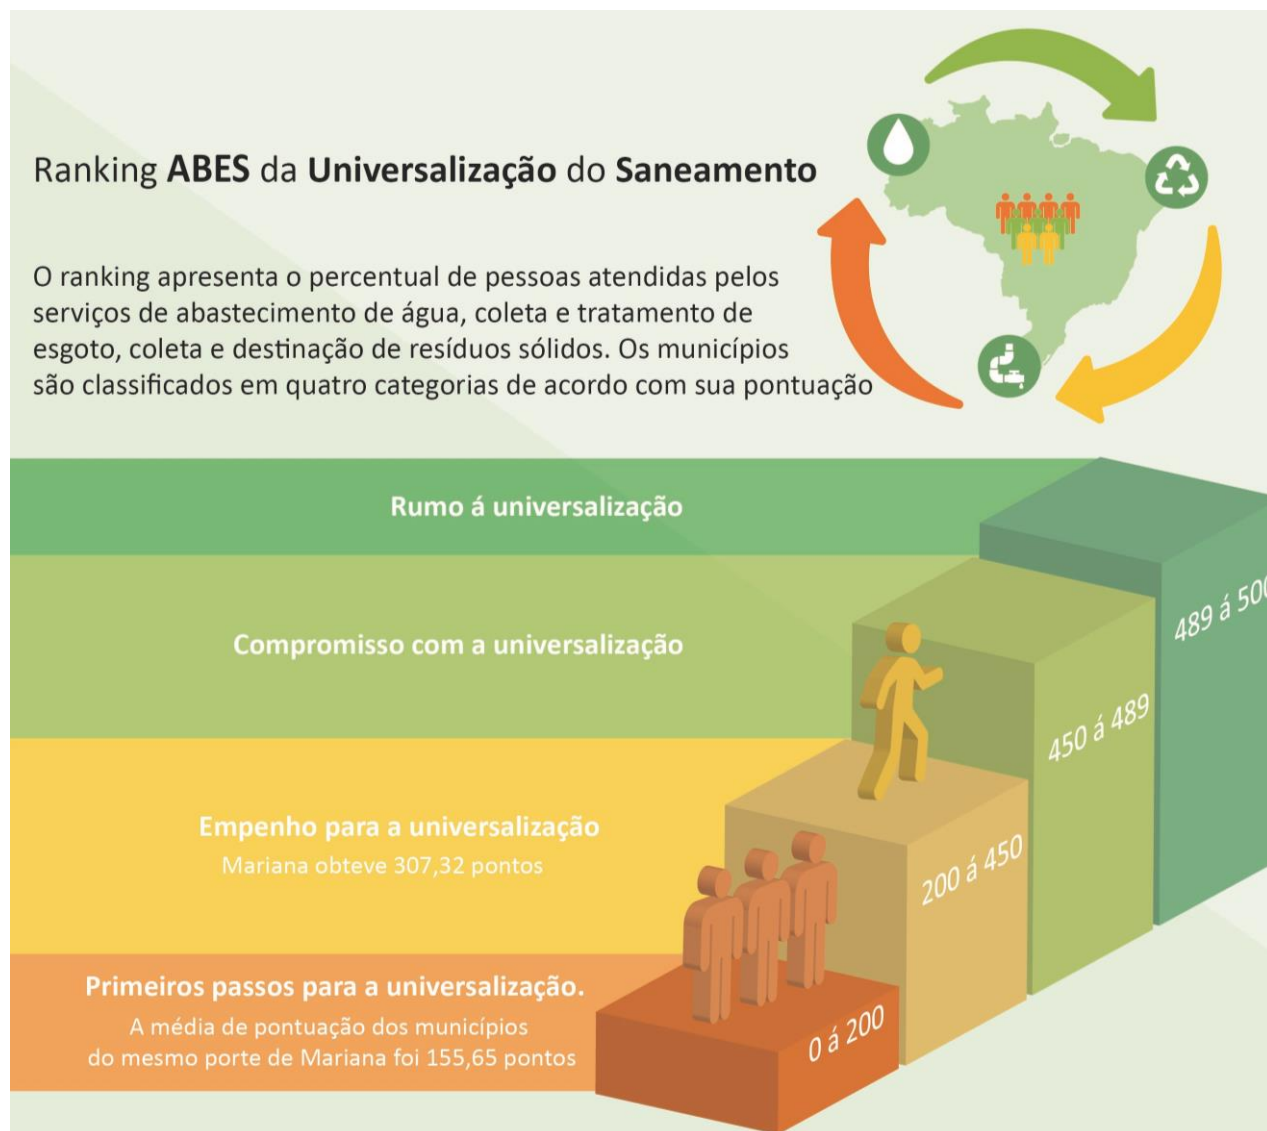 Ranking ABES da Universalização do Saneamento
O ranking apresenta o percentual de pessoas atendidas pelos
serviços de abastecimento de água, coleta e tratamento de
esgoto, coleta e destinação de resíduos sólidos. Os municípios
são classificados em quatro categorias de acordo com sua pontuação
Rumo á universalização
489 á 500
Compromisso com a universalização
450 á 489
Empenho para a universalização
Mariana obteve 307,32 pontos
200 á 450
Primeiros passos para a universalização.
A média de pontuação dos municípios
do mesmo porte de Mariana foi 155,65 pontos
0 á 200